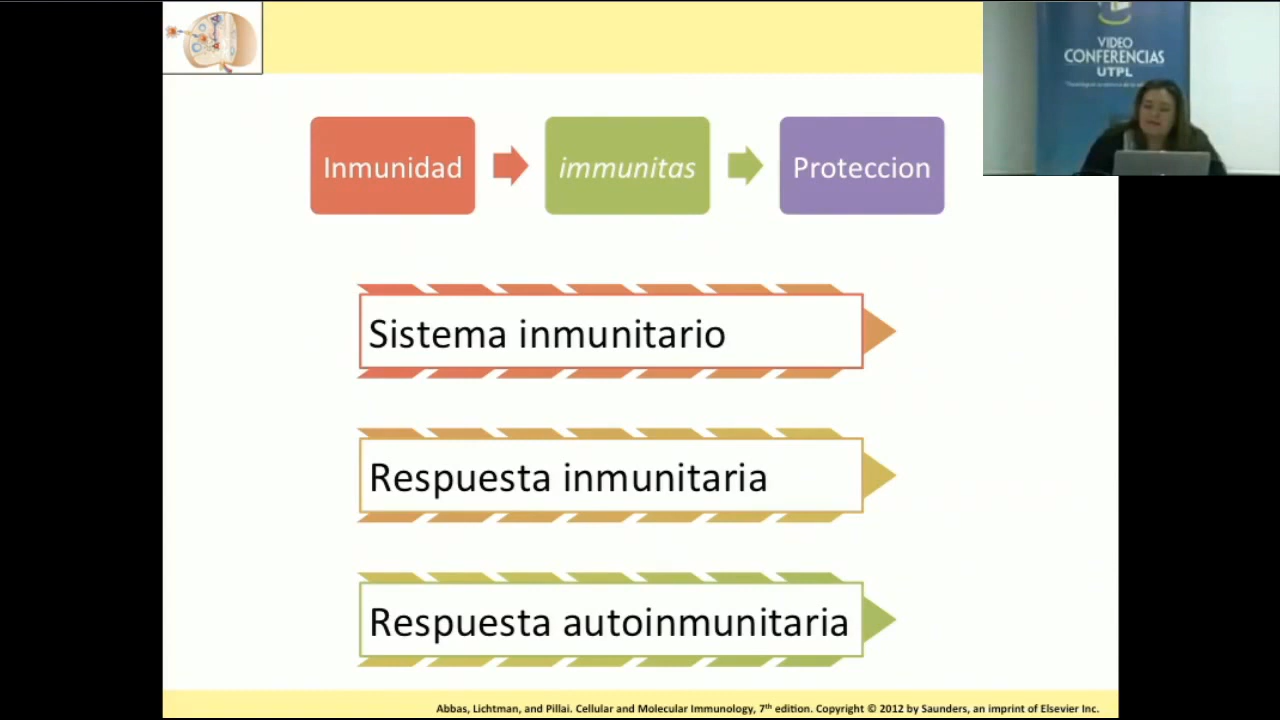 VIDEO
CONFERENCIAS
UTPL
Inmunidad
immunitas
Proteccion
Sistema inmunitario
Respuesta inmunitaria
Respuesta autoinmunitaria
Abbas, Lichtman, and Pillai. Cellular and Molecular Immunology, 7th edition. Copyright © 2012 by Saunders, an imprint of Elsevier Inc.